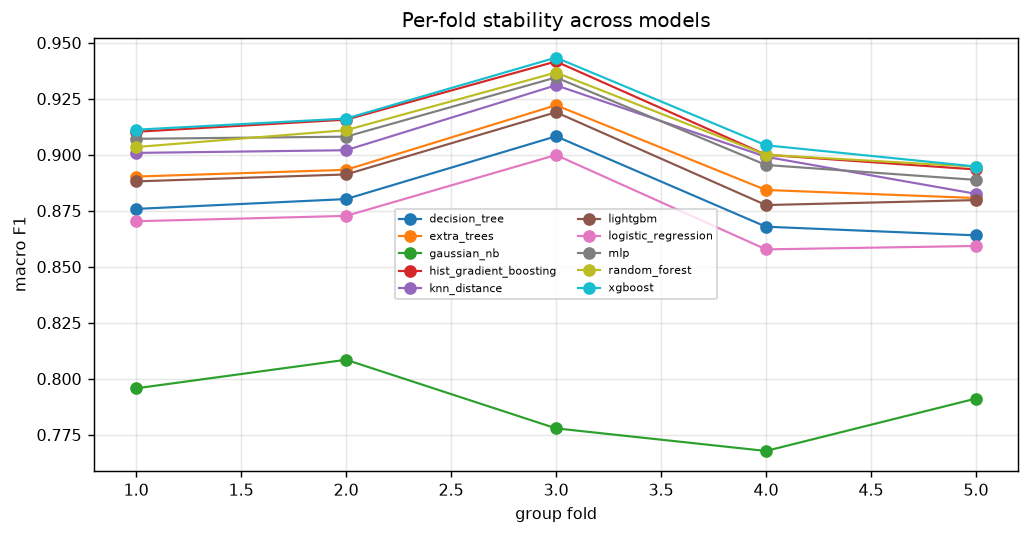 Per-fold stability across models
macro F1
0.950
0.925
0.900
0.875
0.850
0.825
0.800
0.775
decision_tree
extra_trees
gaussian_nb
hist_gradient_boosting
knn_distance
lightgbm
logistic_regression
mlp
random_forest
xgboost
1.0 1.5 2.0 2.5 3.0 3.5 4.0 4.5 5.0
group fold